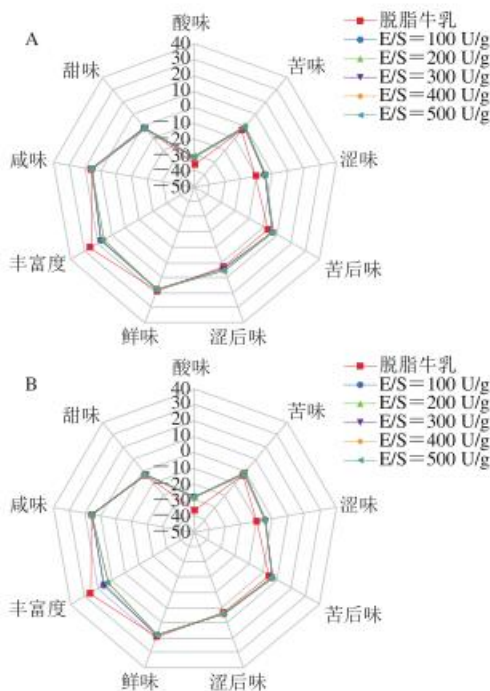 A
酸味
40
30
20
10
0
-10
-20
-30
-40
-50
甜味
苦味
咸味
涩味
丰富度
苦后味
鲜味
涩后味
脱脂牛乳
E/S=100 U/g
E/S=200 U/g
E/S=300 U/g
E/S=400 U/g
E/S=500 U/g
B
酸味
40
30
20
10
0
-10
-20
-30
-40
-50
甜味
苦味
咸味
涩味
丰富度
苦后味
鲜味
涩后味
脱脂牛乳
E/S=100 U/g
E/S=200 U/g
E/S=300 U/g
E/S=400 U/g
E/S=500 U/g